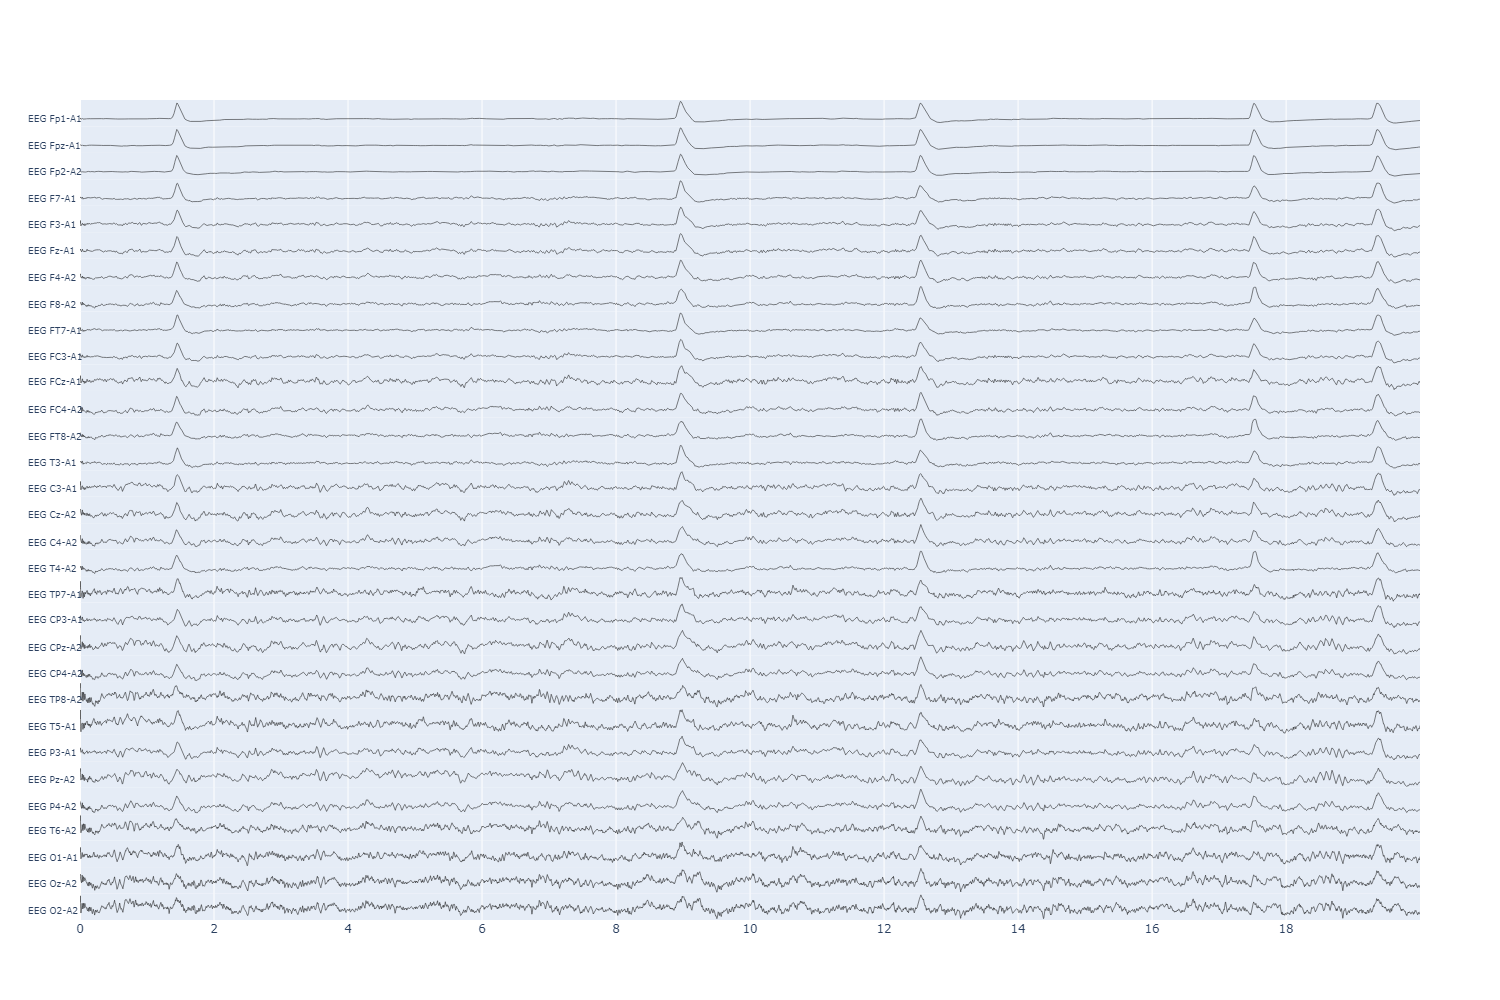 EEG Fp1-A1
EEG Fpz-A1
EEG Fp2-A2
EEG F7-A1
EEG F3-A1
EEG Fz-A1
EEG F4-A2
EEG F8-A2
EEG FT7-A1
EEG FC3-A1
EEG FCz-A1
EEG FC4-A2
EEG FT8-A2
EEG T3-A1
EEG C3-A1
EEG Cz-A2
EEG C4-A2
EEG T4-A2
EEG TP7-A1
EEG CP3-A1
EEG CPz-A2
EEG CP4-A2
EEG TP8-A2
EEG T5-A1
EEG P3-A1
EEG Pz-A2
EEG P4-A2
EEG T6-A2
EEG O1-A1
EEG Oz-A2
EEG O2-A2
0 2 4 6 8 10 12 14 16 18